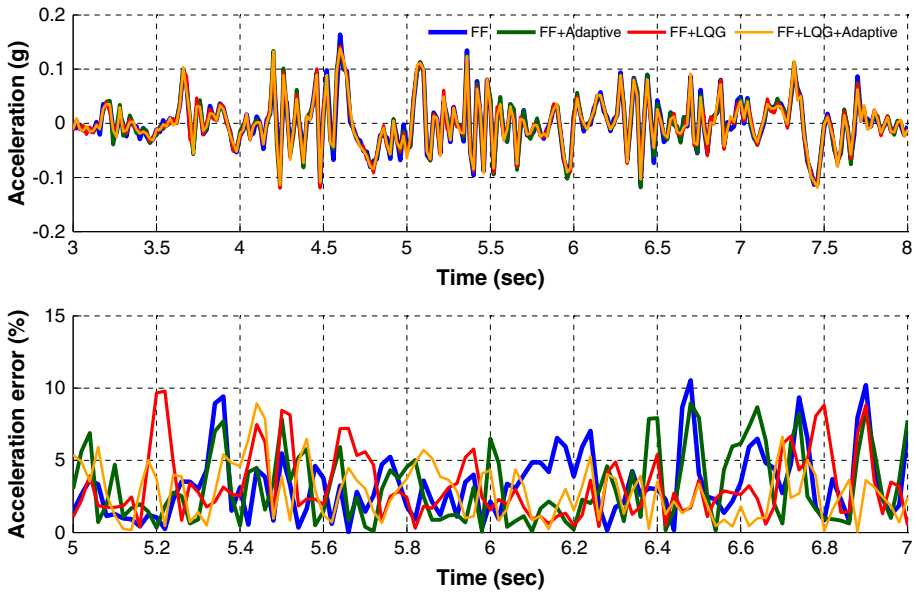 0.2
0.1
0
-0.1
-0.2
Acceleration (g)
FF FF+Adaptive FF+LQG FF+LQG+Adaptive
3 3.5 4 4.5 5 5.5 6 6.5 7 7.5 8
Time (sec)
15
10
5
0
Acceleration error (%)
5 5.2 5.4 5.6 5.8 6 6.2 6.4 6.6 6.8 7
Time (sec)